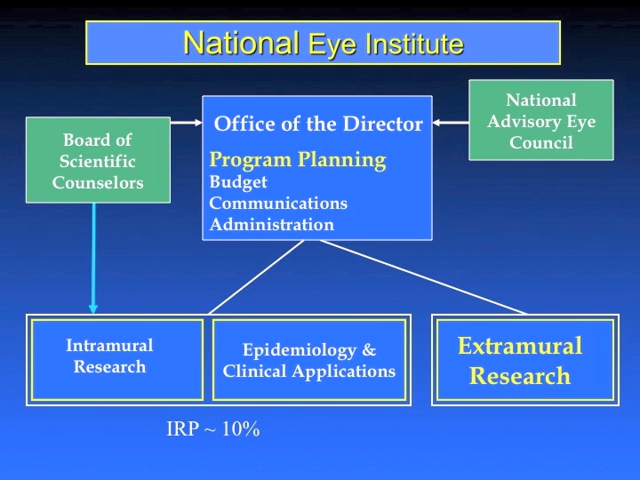 National Eye Institute
National
Advisory Eye
Council
Board of
Scientific
Counselors
Office of the Director
Program Planning
Budget
Communications
Administration
Intramural
Research
Epidemiology &
Clinical Applications
Extramural
Research
IRP ~ 10%